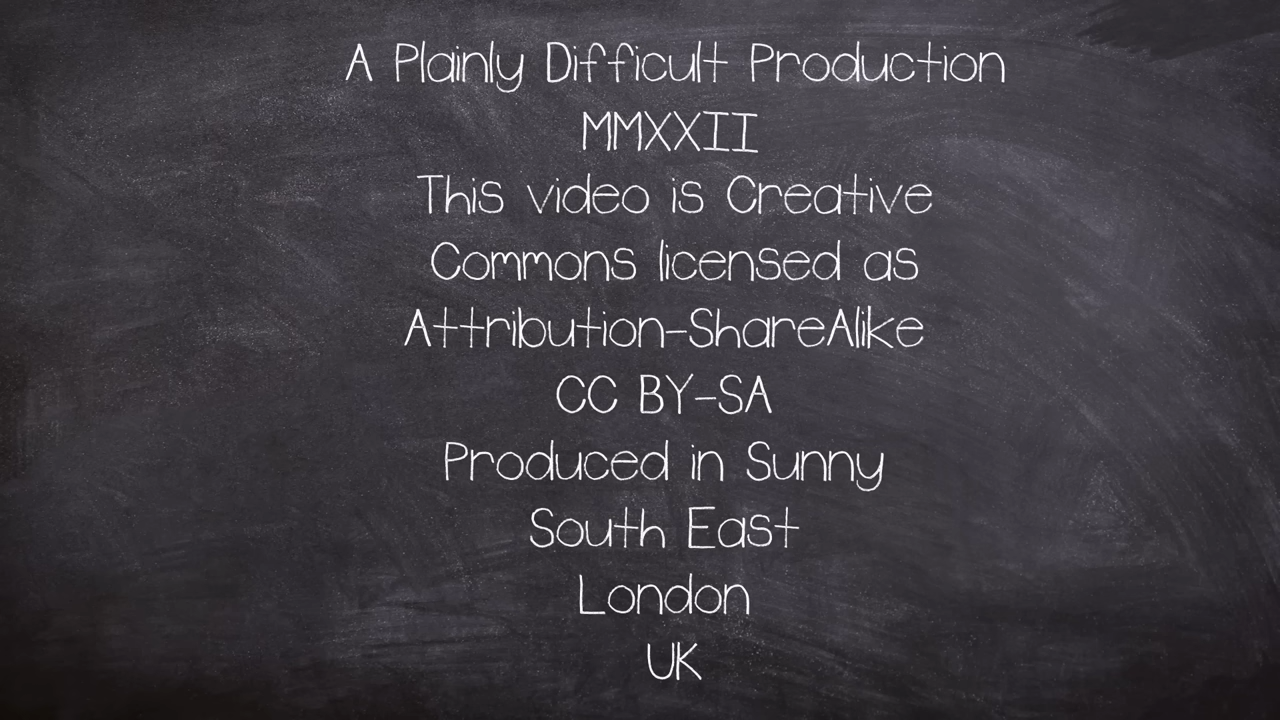 A Plainly Difficult Production
MMXXII
This video is Creative
Commons licensed as
Attribution-ShareAlike
CC BY-SA
Produced in Sunny
South East
London
UK